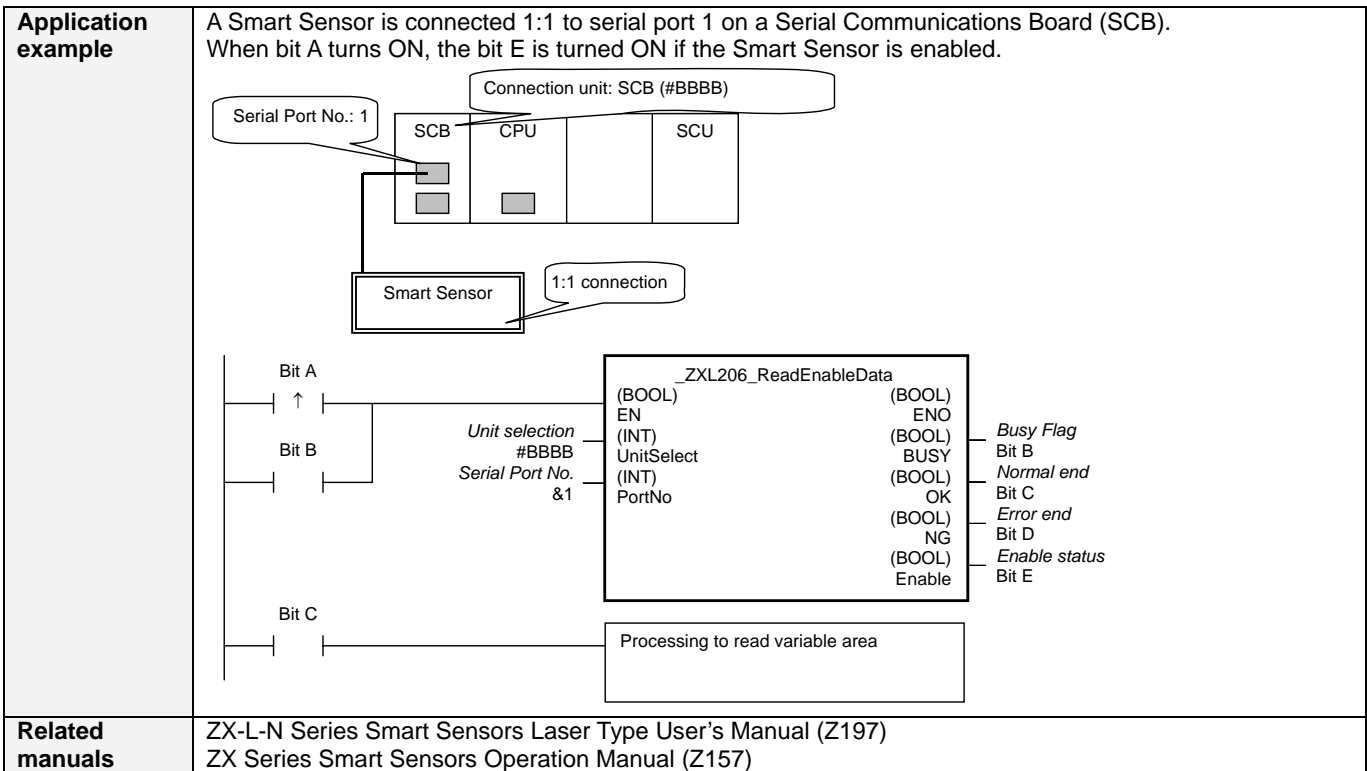 Application example
A Smart Sensor is connected 1:1 to serial port 1 on a Serial Communications Board (SCB).
When bit A turns ON, the bit E is turned ON if the Smart Sensor is enabled.
Connection unit: SCB (#BBBB)
Serial Port No.: 1
SCB
CPU
SCU
Smart Sensor
1:1 connection
Bit A
↑
Bit B
Unit selection
#BBBB
Serial Port No.
&1
_ZXL206_ReadEnableData
(BOOL)
EN
(INT)
UnitSelect
(INT)
PortNo
(BOOL)
ENO
(BOOL)
BUSY
(BOOL)
OK
(BOOL)
NG
(BOOL)
Enable
Busy Flag
Bit B
Normal end
Bit C
Error end
Bit D
Enable status
Bit E
Bit C
Processing to read variable area
Related manuals
ZX-L-N Series Smart Sensors Laser Type User's Manual (Z197)
ZX Series Smart Sensors Operation Manual (Z157)